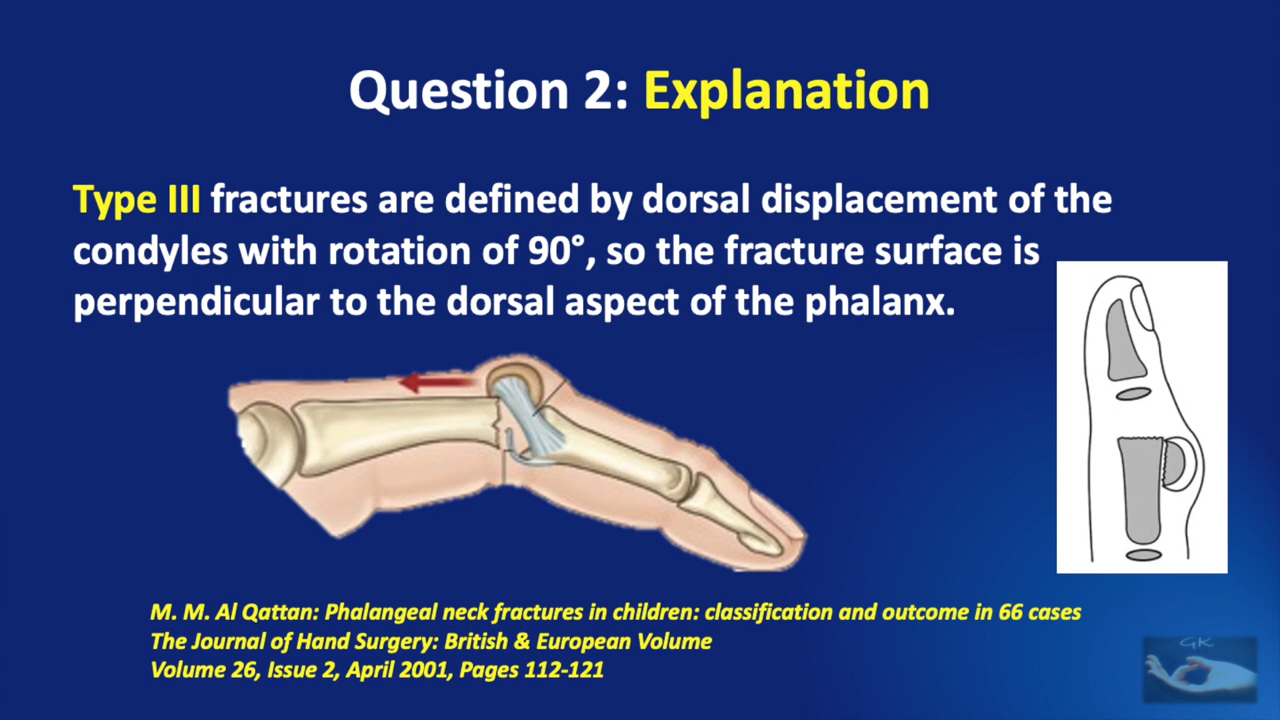 Question 2: Explanation
Type III fractures are defined by dorsal displacement of the
condyles with rotation of 90°, so the fracture surface is
perpendicular to the dorsal aspect of the phalanx.
M. M. Al Qattan: Phalangeal neck fractures in children: classification and outcome in 66 cases
The Journal of Hand Surgery: British & European Volume
Volume 26, Issue 2, April 2001, Pages 112-121
GK